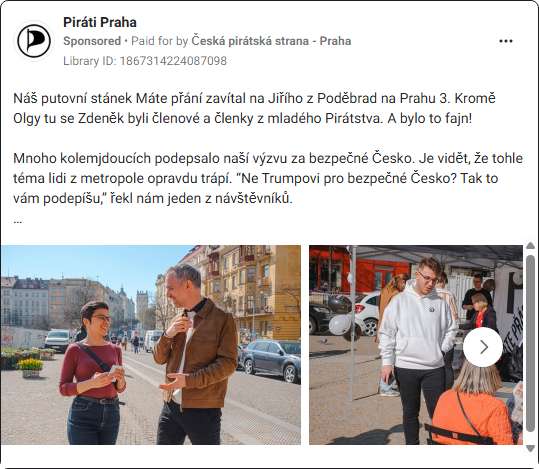 Piráti Praha
Sponsored • Paid for by Česká pirátská strana - Praha
Library ID: 1867314224087098
Náš putovní stánek Máte přání zavítal na Jiřího z Poděbrad na Prahu 3. Kromě
Olgy tu se Zdeněk byli členové a členky z mladého Pirátstva. A bylo to fajn!
Mnoho kolemjdoucích podepsalo naší výzvu za bezpečné Česko. Je vidět, že tohle
téma lidi z metropole opravdu trápí. “Ne Trumpovi pro bezpečné Česko? Tak to
vám podepíšu,” řekl nám jeden z návštěvníků.
...